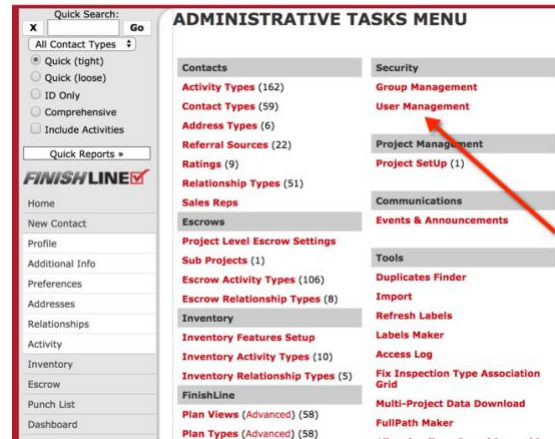 Quick Search:
X Go
All Contact Types
Quick (tight)
Quick (loose)
ID Only
Comprehensive
Include Activities
Quick Reports »
FINISHLINE
Home
New Contact
Profile
Additional Info
Preferences
Addresses
Relationships
Activity
Inventory
Escrow
Punch List
Dashboard
ADMINISTRATIVE TASKS MENU
Contacts
Activity Types (162)
Contact Types (59)
Address Types (6)
Referral Sources (22)
Ratings (9)
Relationship Types (51)
Sales Reps
Escrows
Project Level Escrow Settings
Sub Projects (1)
Escrow Activity Types (106)
Escrow Relationship Types (8)
Inventory
Inventory Features Setup
Inventory Activity Types (10)
Inventory Relationship Types (5)
FinishLine
Plan Views (Advanced) (58)
Plan Types (Advanced) (58)
Security
Group Management
User Management
Project Management
Project SetUp (1)
Communications
Events & Announcements
Tools
Duplicates Finder
Import
Refresh Labels
Labels Maker
Access Log
Fix Inspection Type Association
Grid
Multi-Project Data Download
FullPath Maker